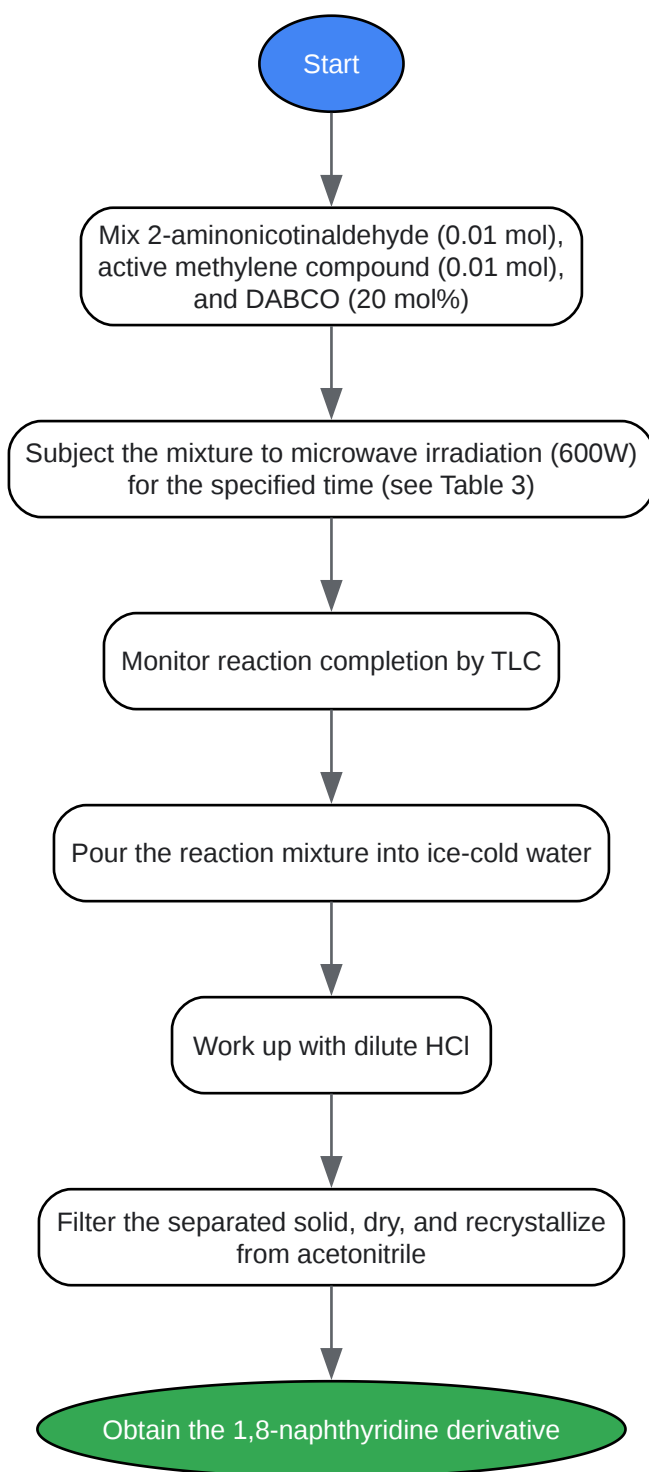 Start
Mix 2-aminonicotinaldehyde (0.01 mol),
active methylene compound (0.01 mol),
and DABCO (20 mol%)
Subject the mixture to microwave irradiation (600W)
for the specified time (see Table 3)
Monitor reaction completion by TLC
Pour the reaction mixture into ice-cold water
Work up with dilute HCl
Filter the separated solid, dry, and recrystallize
from acetonitrile
Obtain the 1,8-naphthyridine derivative